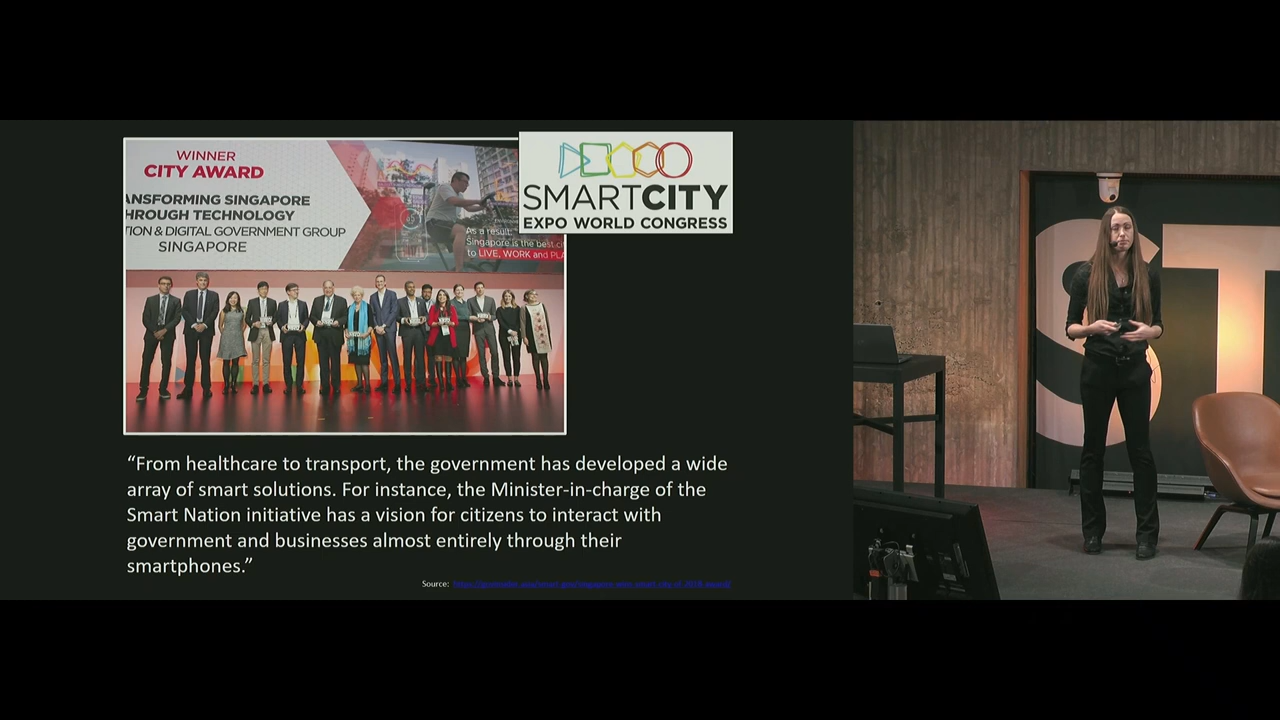 WINNER
CITY AWARD
ANSFORMING SINGAPORE
HROUGH TECHNOLOGY
TION & DIGITAL GOVERNMENT GROUP
SINGAPORE
As a result,
Singapore is the best ci
to LIVE, WORK and PLA
SMARTCITY
EXPO WORLD CONGRESS
“From healthcare to transport, the government has developed a wide
array of smart solutions. For instance, the Minister-in-charge of the
Smart Nation initiative has a vision for citizens to interact with
government and businesses almost entirely through their
smartphones.”
Source:
ST